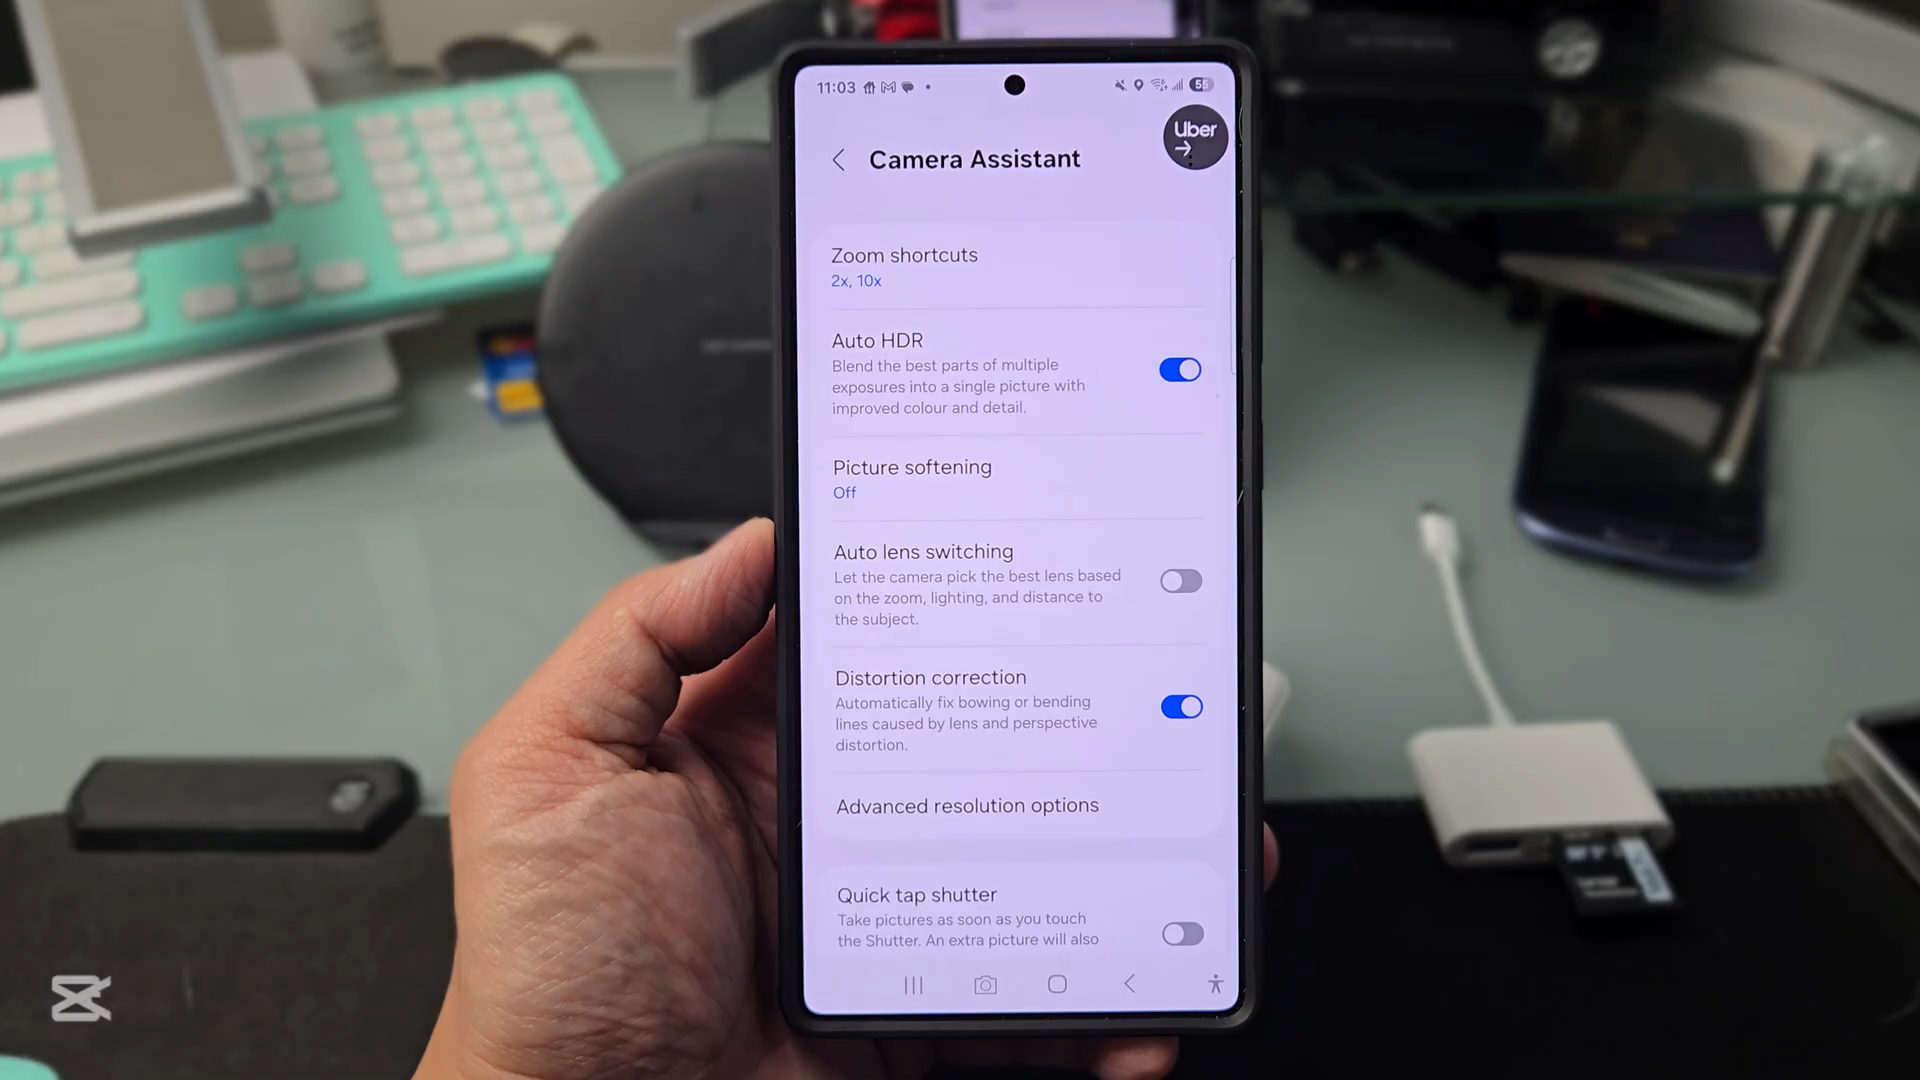 11:03
55
Uber
Camera Assistant
Zoom shortcuts
2x, 10x
Auto HDR
Blend the best parts of multiple
exposures into a single picture with
improved colour and detail.
Picture softening
Off
Auto lens switching
Let the camera pick the best lens based
on the zoom, lighting, and distance to
the subject.
Distortion correction
Automatically fix bowing or bending
lines caused by lens and perspective
distortion.
Advanced resolution options
Quick tap shutter
Take pictures as soon as you touch
the Shutter. An extra picture will also